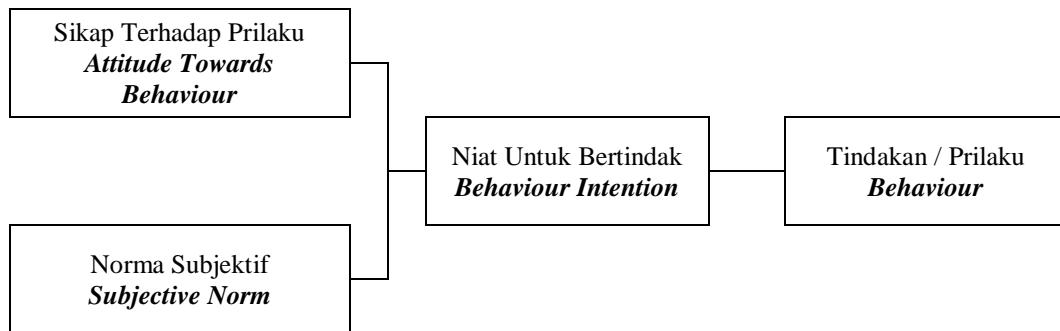 Sikap Terhadap Prilaku
Attitude Towards
Behaviour
Niat Untuk Bertindak
Behaviour Intention
Tindakan / Prilaku
Behaviour
Norma Subjektif
Subjective Norm